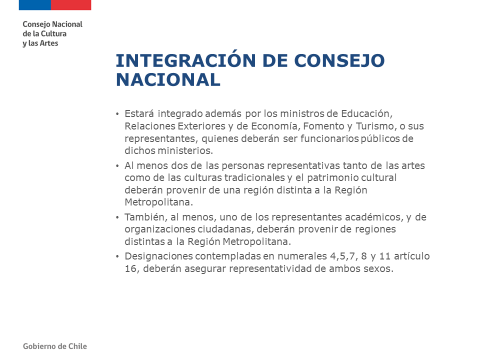 Consejo Nacional
de la Cultura
y las Artes
INTEGRACIÓN DE CONSEJO
NACIONAL
• Estará integrado además por los ministros de Educación,
Relaciones Exteriores y de Economía, Fomento y Turismo, o sus
representantes, quienes deberán ser funcionarios públicos de
dichos ministerios.
• Al menos dos de las personas representativas tanto de las artes
como de las culturas tradicionales y el patrimonio cultural
deberán provenir de una región distinta a la Región
Metropolitana.
• También, al menos, uno de los representantes académicos, y de
organizaciones ciudadanas, deberán provenir de regiones
distintas a la Región Metropolitana.
• Designaciones contempladas en numerales 4,5,7, 8 y 11 artículo
16, deberán asegurar representatividad de ambos sexos.
Gobierno de Chile